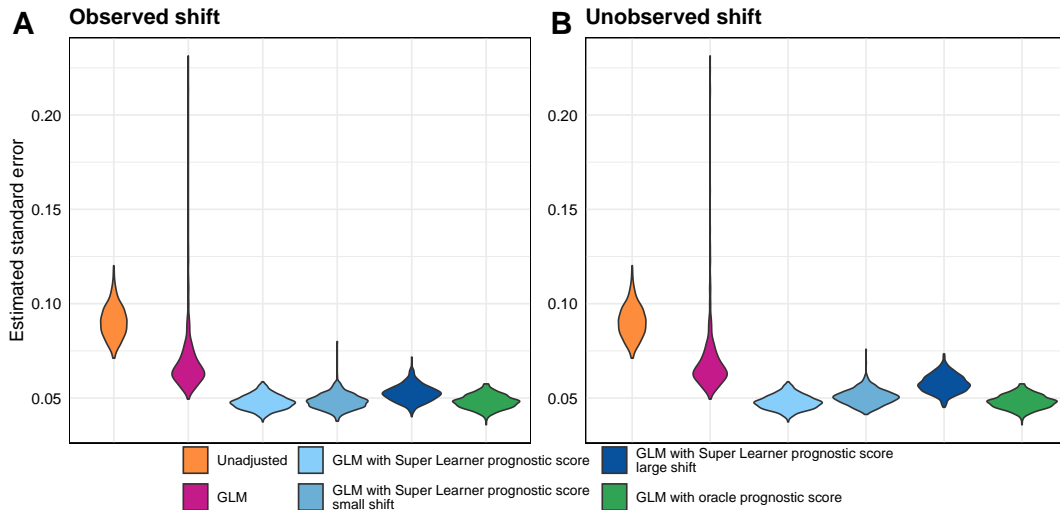 A
Observed shift
B
Unobserved shift
Estimated standard error
0.20
0.15
0.10
0.05
0.20
0.15
0.10
0.05
Unadjusted
GLM
GLM with Super Learner prognostic score
GLM with Super Learner prognostic score
small shift
GLM with Super Learner prognostic score
large shift
GLM with oracle prognostic score